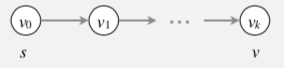 v₀ v₁ ... vₖ
s v